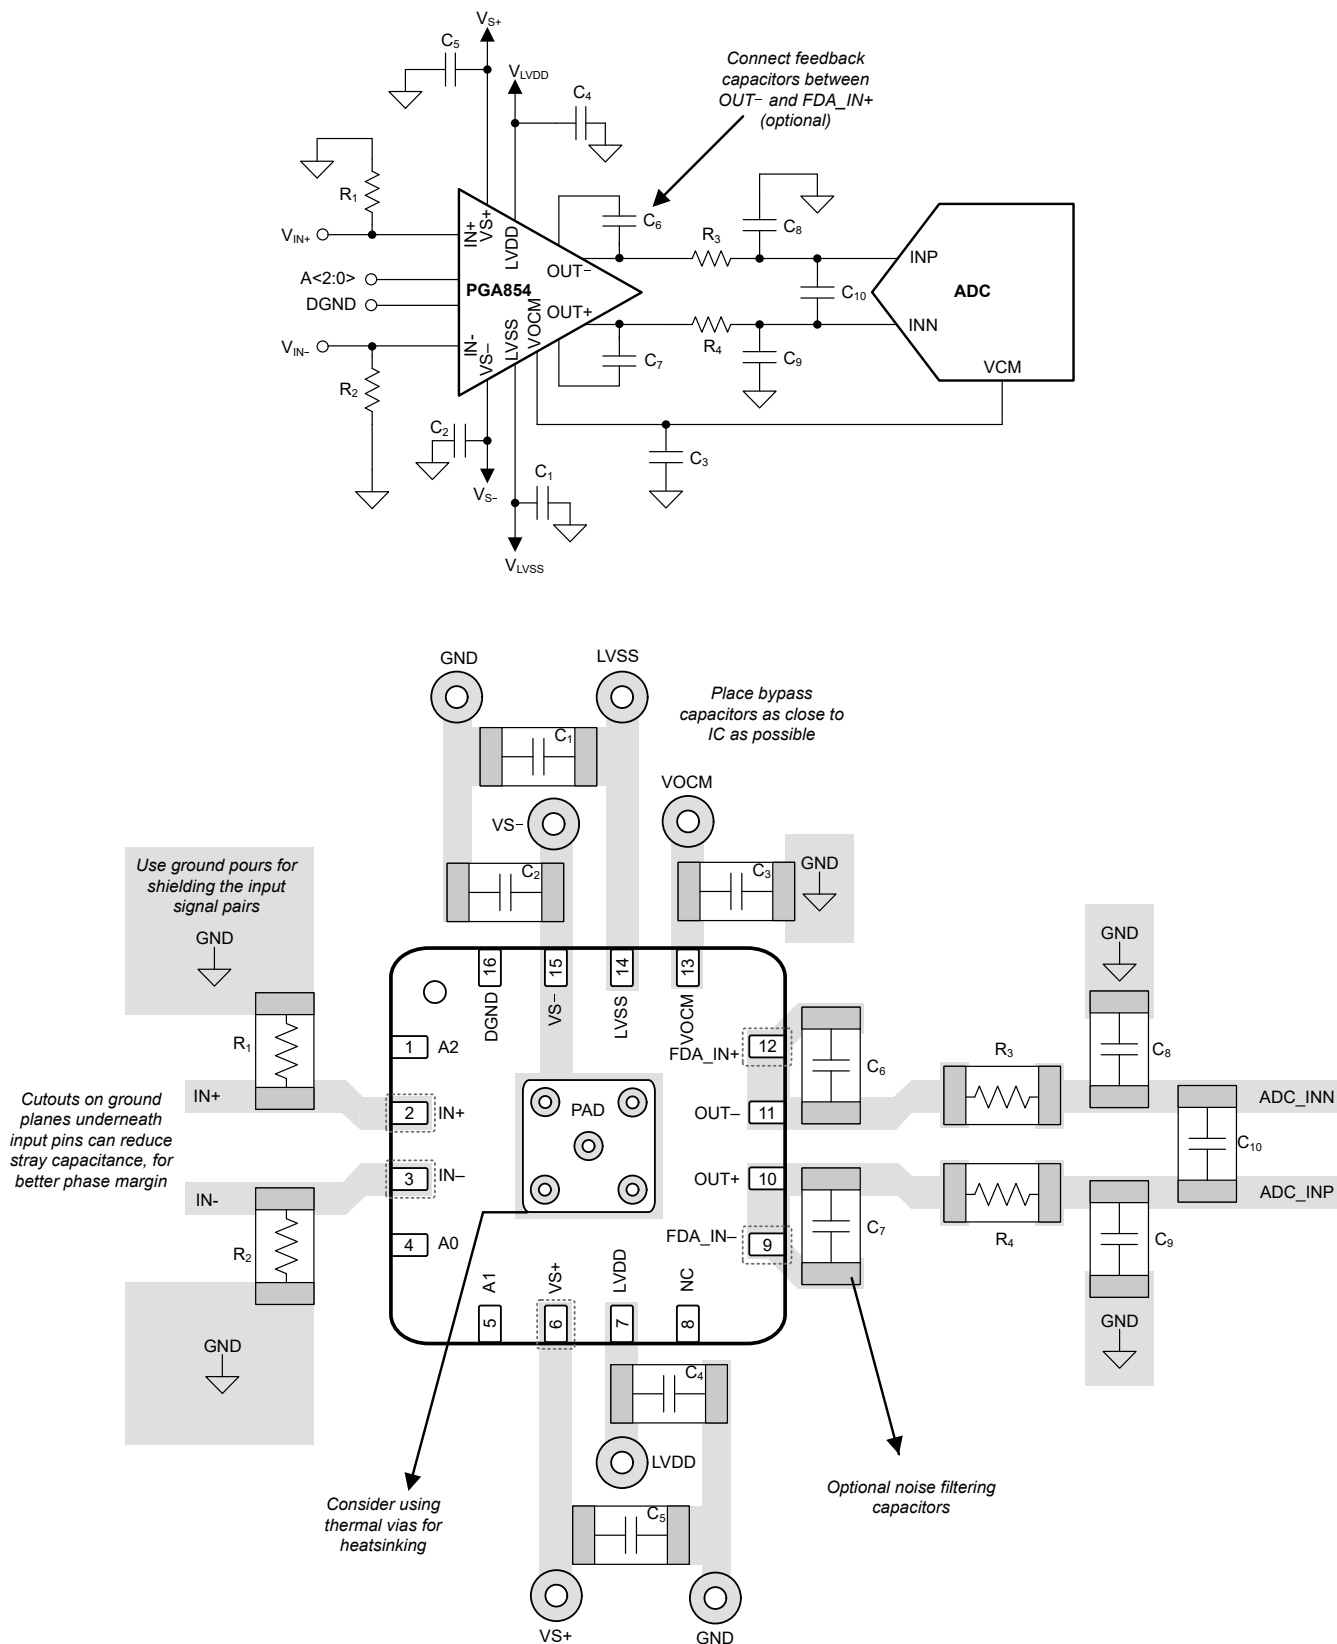 V_S+
C5
V_LVDD
C4
Connect feedback
capacitors between
OUT− and FDA_IN+
(optional)
R1
V_IN+
A<2:0>
DGND
V_IN−
R2
IN+
VS+
LVDD
PGA854
OUT−
OUT+
IN-
VS−
LVSS
VOCM
C6
C7
R3
R4
C8
C9
C10
INP
ADC
INN
VCM
C2
V_S−
C1
V_LVSS
C3
GND
LVSS
Place bypass
capacitors as close to
IC as possible
C1
VOCM
VS−
C2
C3
GND
Use ground pours for
shielding the input
signal pairs
GND
R1
IN+
Cutouts on ground
planes underneath
input pins can reduce
stray capacitance, for
better phase margin
IN-
R2
GND
16
DGND
15
VS−
14
LVSS
13
VOCM
1
A2
2
IN+
3
IN−
4
A0
PAD
FDA_IN+
12
OUT−
11
OUT+
10
FDA_IN−
9
A1
5
VS+
6
LVDD
7
NC
8
C6
C7
R3
R4
GND
C8
C10
ADC_INN
ADC_INP
C9
GND
C4
LVDD
C5
VS+
GND
Consider using
thermal vias for
heatsinking
Optional noise filtering
capacitors